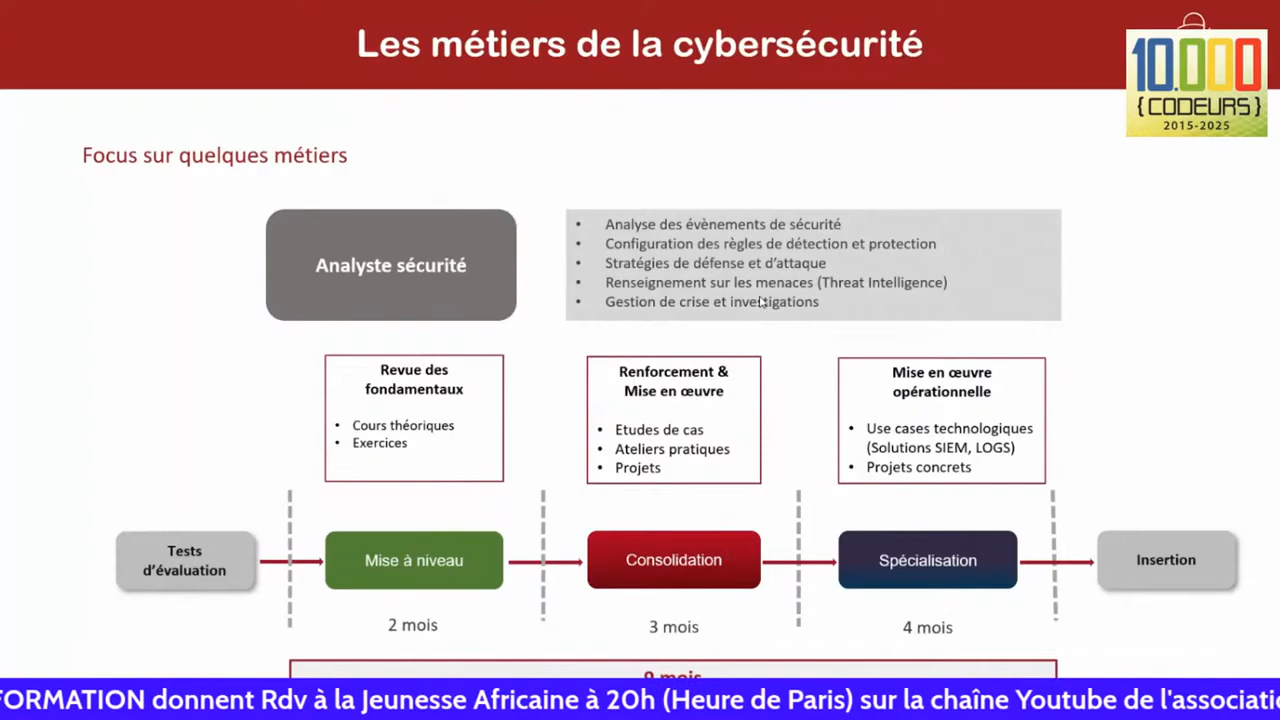 Les métiers de la cybersécurité
10.000
{CODEURS}
2015-2025
Focus sur quelques métiers
Analyste sécurité
• Analyse des évènements de sécurité
• Configuration des règles de détection et protection
• Stratégies de défense et d'attaque
• Renseignement sur les menaces (Threat Intelligence)
• Gestion de crise et investigations
Revue des
fondamentaux
• Cours théoriques
• Exercices
Renforcement &
Mise en œuvre
• Etudes de cas
• Ateliers pratiques
• Projets
Mise en œuvre
opérationnelle
• Use cases technologiques
(Solutions SIEM, LOGS)
• Projets concrets
Tests
d'évaluation
Mise à niveau
Consolidation
Spécialisation
Insertion
2 mois
3 mois
4 mois
9 mois
FORMATION donnent Rdv à la Jeunesse Africaine à 20h (Heure de Paris) sur la chaîne Youtube de l'associati